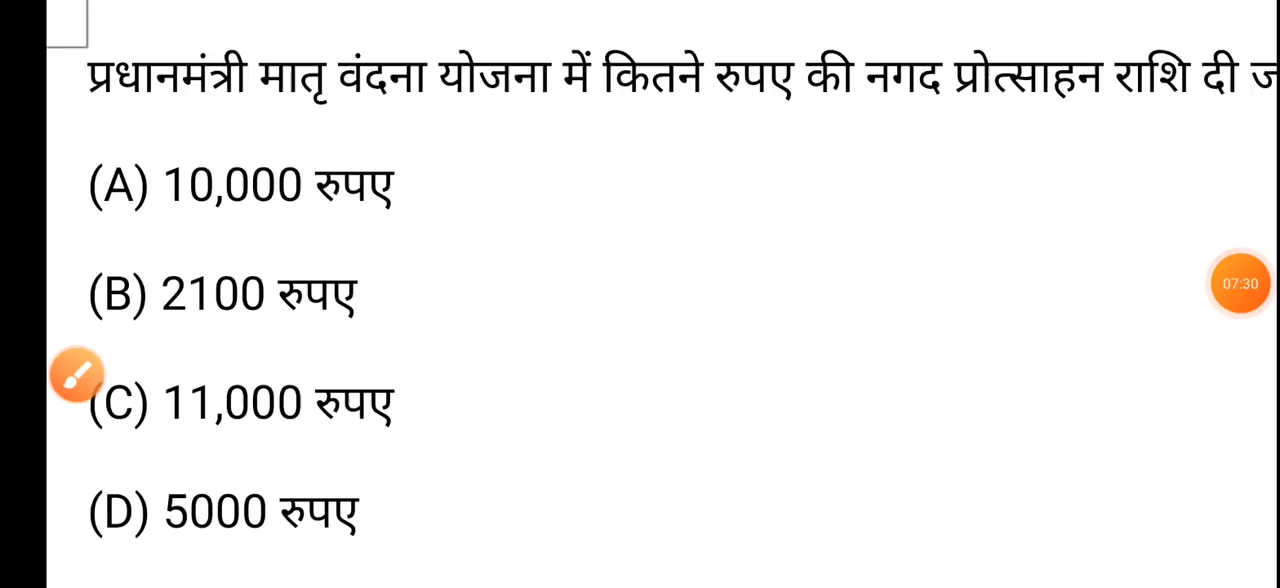 प्रधानमंत्री मातृ वंदना योजना में कितने रुपए की नगद प्रोत्साहन राशि दी
(A) 10,000 रुपए
(B) 2100 रुपए
07:30
(C) 11,000 रुपए
(D) 5000 रुपए